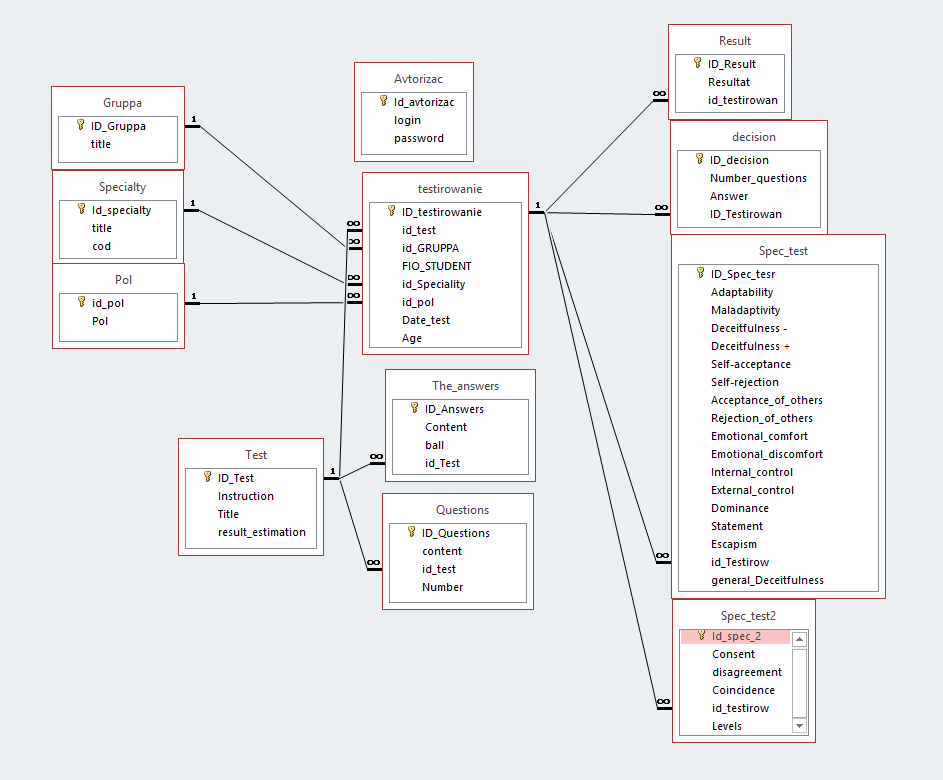 Gruppa
ID_Gruppa
title
1
Specialty
Id_specialty
title
cod
1
Pol
id_pol
Pol
1
Avtorizac
Id_avtorizac
login
password
testirowanie
ID_testirowanie
id_test
id_GRUPPA
FIO_STUDENT
id_Speciality
id_pol
Date_test
Age
1
∞
∞
∞
∞
Test
ID_Test
Instruction
Title
result_estimation
1
The_answers
ID_Answers
Content
ball
id_Test
∞
Questions
ID_Questions
content
id_test
Number
∞
Result
ID_Result
Resultat
id_testirowan
∞
decision
ID_decision
Number_questions
Answer
ID_Testirowan
∞
Spec_test
ID_Spec_tesr
Adaptability
Maladaptivity
Deceitfulness -
Deceitfulness +
Self-acceptance
Self-rejection
Acceptance_of_others
Rejection_of_others
Emotional_comfort
Emotional_discomfort
Internal_control
External_control
Dominance
Statement
Escapism
id_Testirow
general_Deceitfulness
∞
Spec_test2
Id_spec_2
Consent
disagreement
Coincidence
id_testirow
Levels
∞